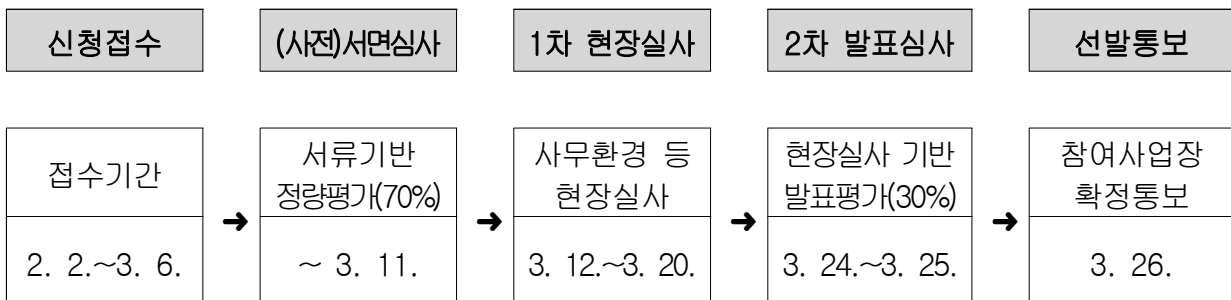 신청접수
(사전)서면심사
1차 현장실사
2차 발표심사
선발통보
접수기간
서류기반
정량평가(70%)
사무환경 등
현장실사
현장실사 기반
발표평가(30%)
참여사업장
확정통보
➜
➜
➜
➜
2. 2.~3. 6.
~ 3. 11.
3. 12.~3. 20.
3. 24.~3. 25.
3. 26.